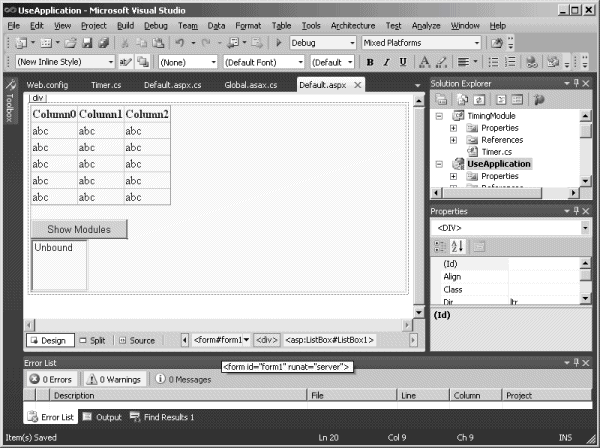 UseApplication - Microsoft Visual Studio
File Edit View Project Build Debug Team Data Format Table Tools Architecture Test Analyze Window Help
Debug Mixed Platforms
(New Inline Style) (None) (Default Font) (Default B I U A
Toolbox
Web.config Timer.cs Default.aspx.cs Global.asax.cs Default.aspx
div
Column0 Column1 Column2
abc abc abc
abc abc abc
abc abc abc
abc abc abc
abc abc abc
Show Modules
Unbound
Design Split Source <form#form1> <div> <asp:ListBox#ListBox1>
Solution Explorer
TimingModule
Properties
References
Timer.cs
UseApplication
Properties
References
Properties
<DIV>
(Id)
Align
Class
Dir ltr
(Id)
<form id="form1" runat="server">
Error List
0 Errors 0 Warnings 0 Messages
Description File Line Column Project
Error List Output Find Results 1
Item(s) Saved Ln 20 Col 9 Ch 9 INS